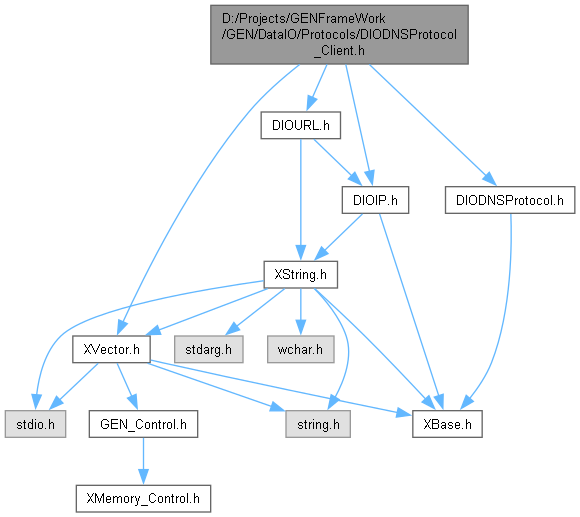 D:/Projects/GENFrameWork
/GEN/DataIO/Protocols/DIODNSProtocol
_Client.h
DIOURL.h
DIOIP.h
DIODNSProtocol.h
XString.h
XVector.h
stdarg.h
wchar.h
stdio.h
GEN_Control.h
string.h
XBase.h
XMemory_Control.h